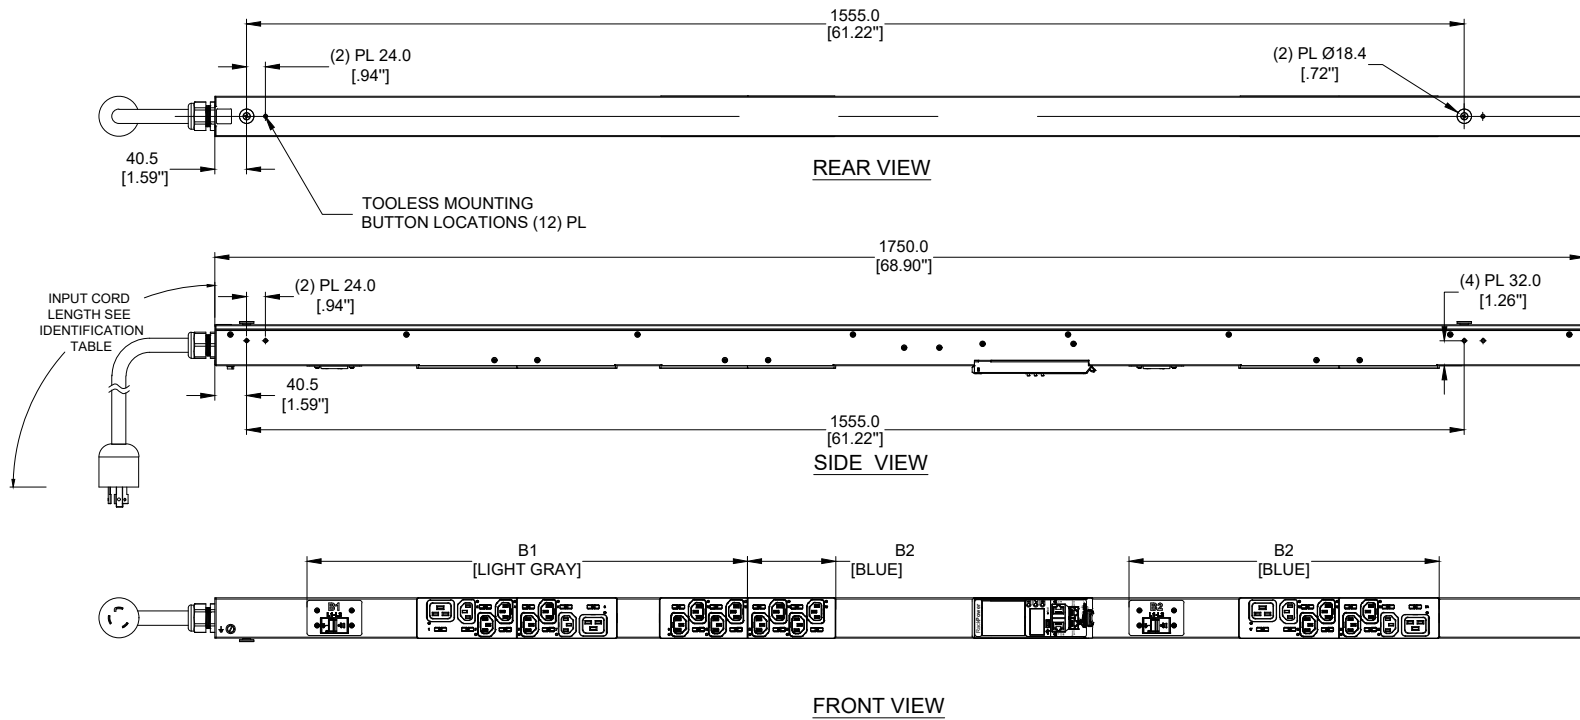 1555.0
[61.22"]
(2) PL 24.0
[.94"]
(2) PL Ø18.4
[.72"]
40.5
[1.59"]
REAR VIEW
TOOLESS MOUNTING
BUTTON LOCATIONS (12) PL
1750.0
[68.90"]
INPUT CORD
LENGTH SEE
IDENTIFICATION
TABLE
(2) PL 24.0
[.94"]
(4) PL 32.0
[1.26"]
40.5
[1.59"]
1555.0
[61.22"]
SIDE VIEW
B1
[LIGHT GRAY]
B2
[BLUE]
B2
[BLUE]
B1
B2
FRONT VIEW